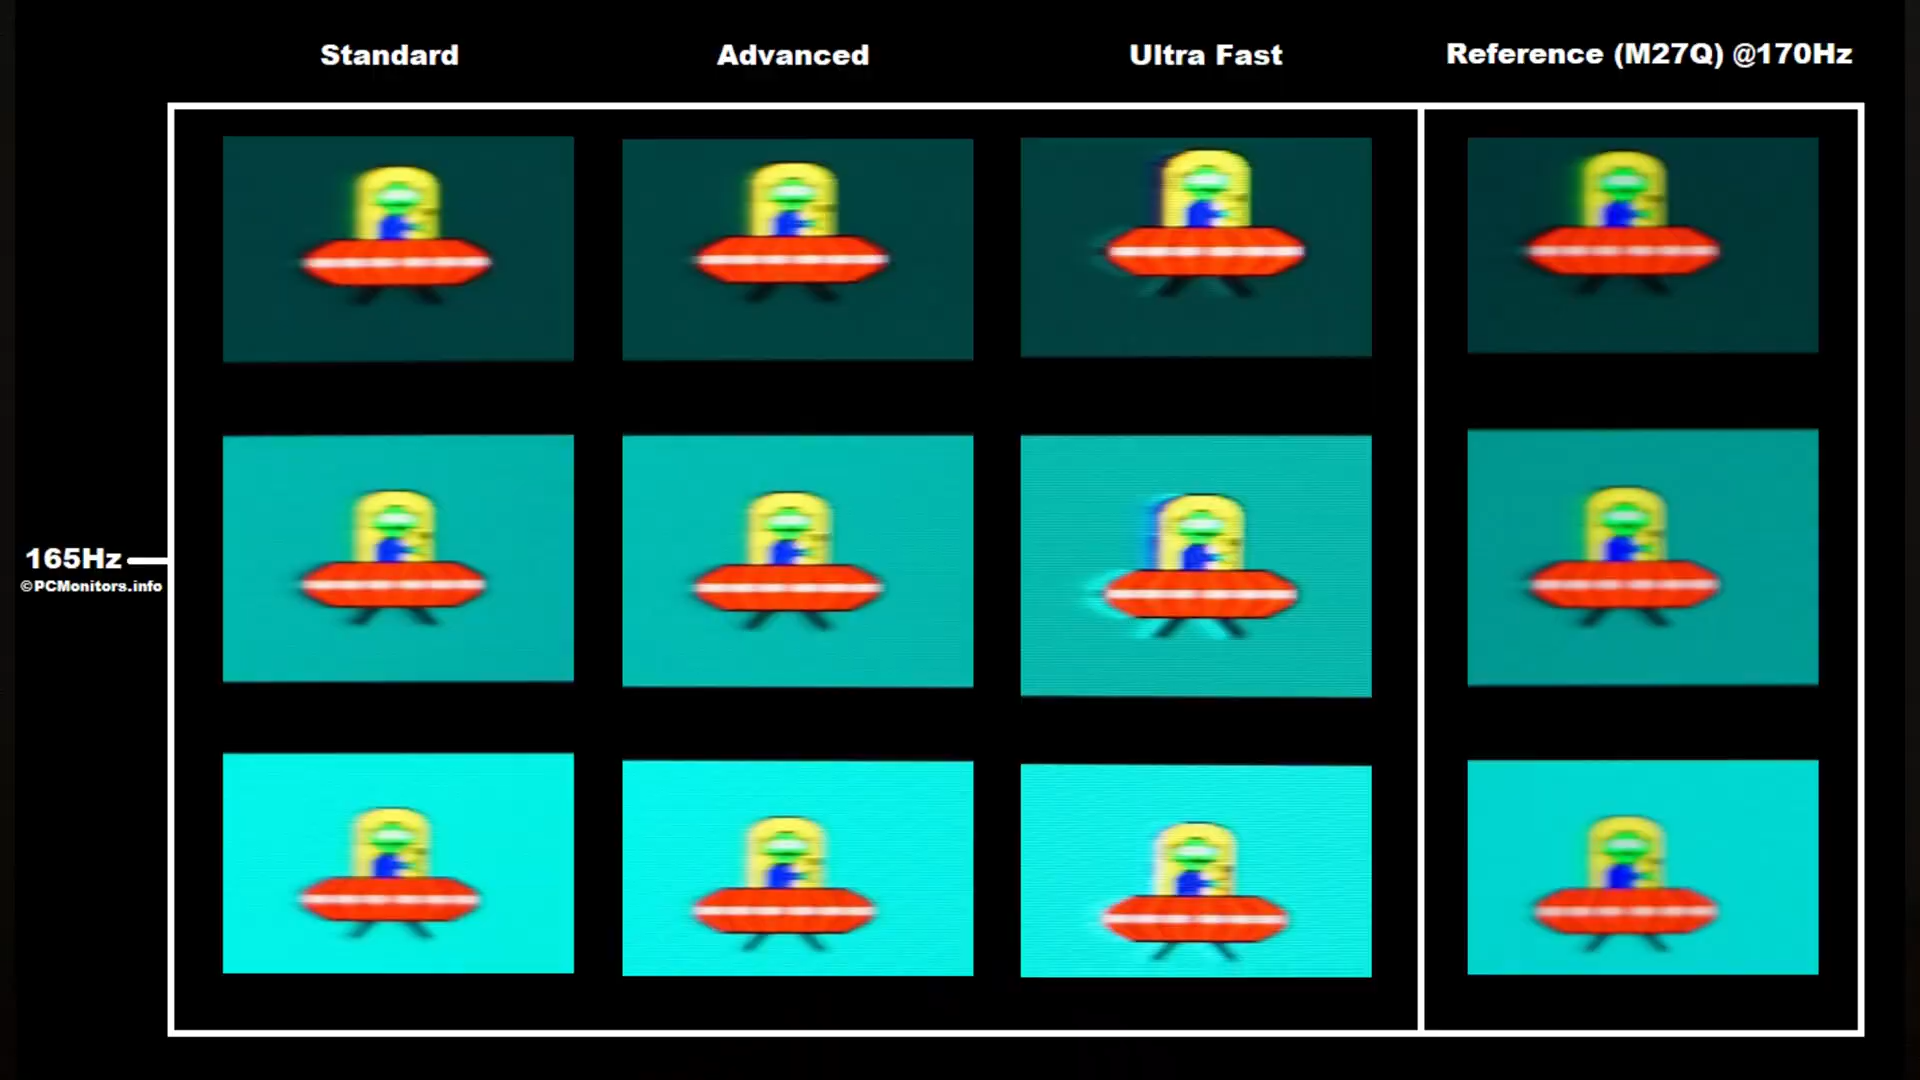 Standard
Advanced
Ultra Fast
Reference (M27Q) @170Hz
165Hz
©PCMonitors.info